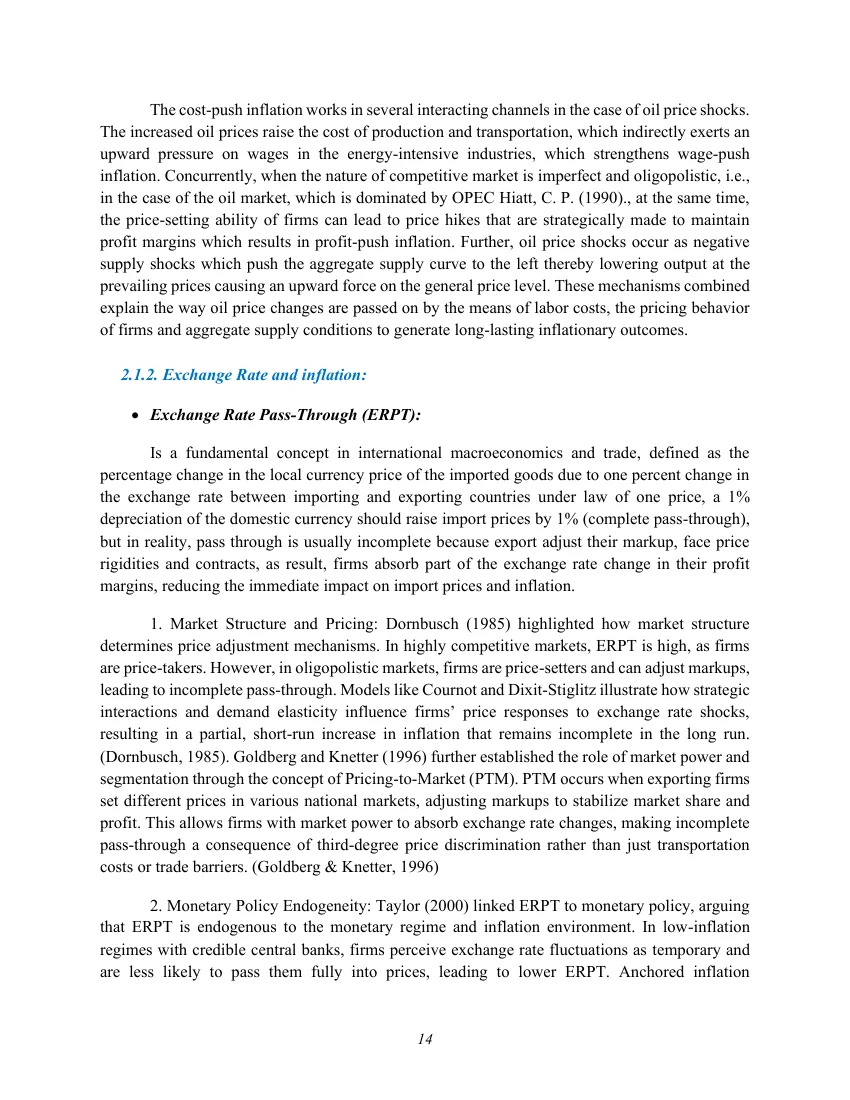 The cost-push inflation works in several interacting channels in the case of oil price shocks.
The increased oil prices raise the cost of production and transportation, which indirectly exerts an
upward pressure on wages in the energy-intensive industries, which strengthens wage-push
inflation. Concurrently, when the nature of competitive market is imperfect and oligopolistic, i.e.,
in the case of the oil market, which is dominated by OPEC Hiatt, C. P. (1990)., at the same time,
the price-setting ability of firms can lead to price hikes that are strategically made to maintain
profit margins which results in profit-push inflation. Further, oil price shocks occur as negative
supply shocks which push the aggregate supply curve to the left thereby lowering output at the
prevailing prices causing an upward force on the general price level. These mechanisms combined
explain the way oil price changes are passed on by the means of labor costs, the pricing behavior
of firms and aggregate supply conditions to generate long-lasting inflationary outcomes.
2.1.2. Exchange Rate and inflation:
• Exchange Rate Pass-Through (ERPT):
Is a fundamental concept in international macroeconomics and trade, defined as the
percentage change in the local currency price of the imported goods due to one percent change in
the exchange rate between importing and exporting countries under law of one price, a 1%
depreciation of the domestic currency should raise import prices by 1% (complete pass-through),
but in reality, pass through is usually incomplete because export adjust their markup, face price
rigidities and contracts, as result, firms absorb part of the exchange rate change in their profit
margins, reducing the immediate impact on import prices and inflation.
1. Market Structure and Pricing: Dornbusch (1985) highlighted how market structure
determines price adjustment mechanisms. In highly competitive markets, ERPT is high, as firms
are price-takers. However, in oligopolistic markets, firms are price-setters and can adjust markups,
leading to incomplete pass-through. Models like Cournot and Dixit-Stiglitz illustrate how strategic
interactions and demand elasticity influence firms’ price responses to exchange rate shocks,
resulting in a partial, short-run increase in inflation that remains incomplete in the long run.
(Dornbusch, 1985). Goldberg and Knetter (1996) further established the role of market power and
segmentation through the concept of Pricing-to-Market (PTM). PTM occurs when exporting firms
set different prices in various national markets, adjusting markups to stabilize market share and
profit. This allows firms with market power to absorb exchange rate changes, making incomplete
pass-through a consequence of third-degree price discrimination rather than just transportation
costs or trade barriers. (Goldberg & Knetter, 1996)
2. Monetary Policy Endogeneity: Taylor (2000) linked ERPT to monetary policy, arguing
that ERPT is endogenous to the monetary regime and inflation environment. In low-inflation
regimes with credible central banks, firms perceive exchange rate fluctuations as temporary and
are less likely to pass them fully into prices, leading to lower ERPT. Anchored inflation
14